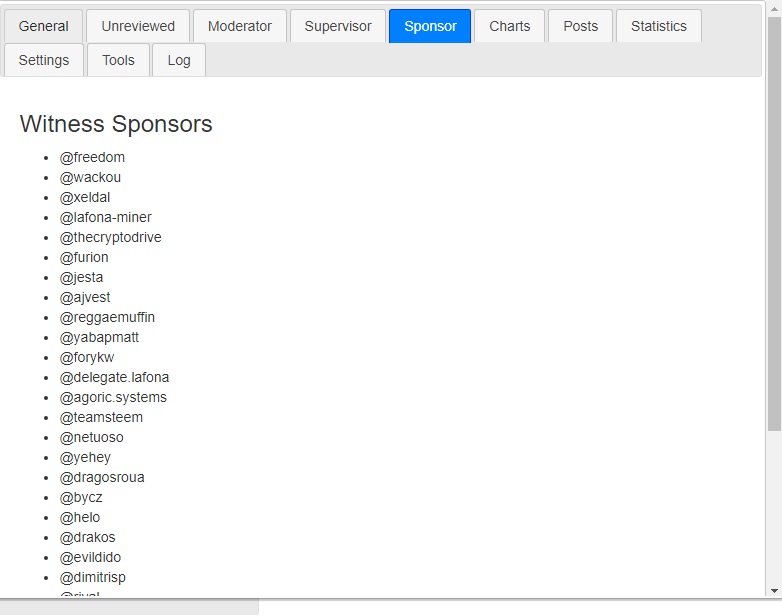 General Unreviewed Moderator Supervisor Sponsor Charts Posts Statistics
Settings Tools Log
Witness Sponsors
@freedom
@wackou
@xeldal
@lafona-miner
@thecryptodrive
@furion
@jesta
@ajvest
@reggaemuffin
@yabapmatt
@forykw
@delegate.lafona
@agoric.systems
@teamsteem
@netuoso
@yehey
@dragosroua
@bycz
@helo
@drakos
@evildido
@dimitrisp